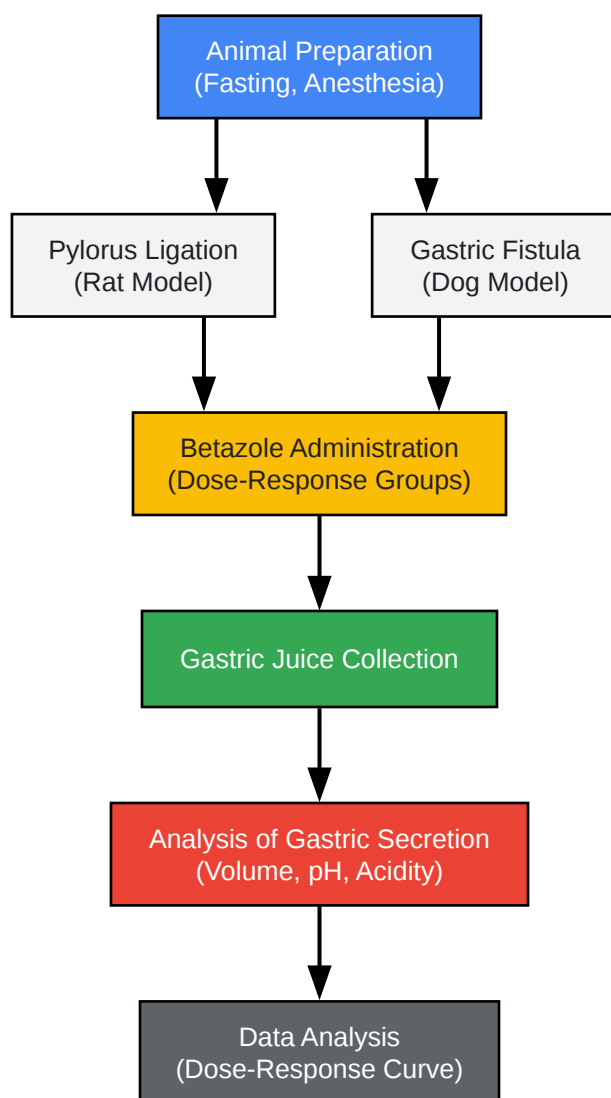 Animal Preparation
(Fasting, Anesthesia)
Pylorus Ligation
(Rat Model)
Gastric Fistula
(Dog Model)
Betazole Administration
(Dose-Response Groups)
Gastric Juice Collection
Analysis of Gastric Secretion
(Volume, pH, Acidity)
Data Analysis
(Dose-Response Curve)